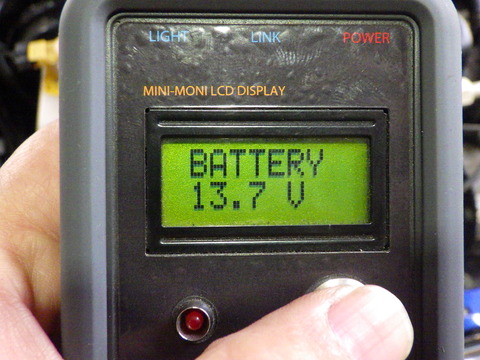 LIGHT LINK POWER
MINI-MONI LCD DISPLAY
BATTERY
13.7 V